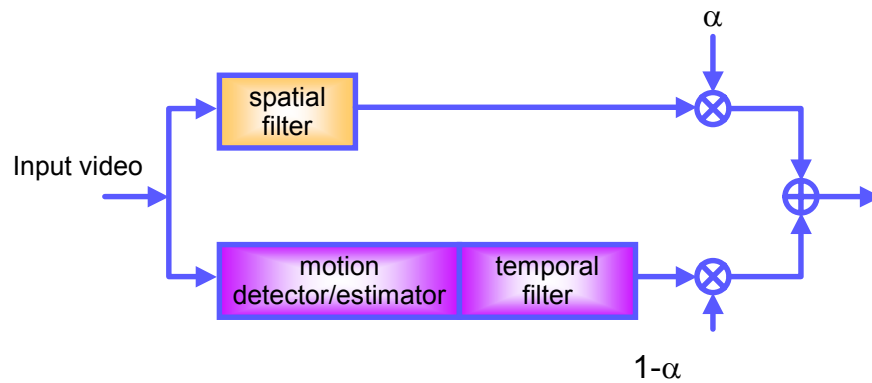 α
spatial
filter
Input video
motion
detector/estimator
temporal
filter
1-α